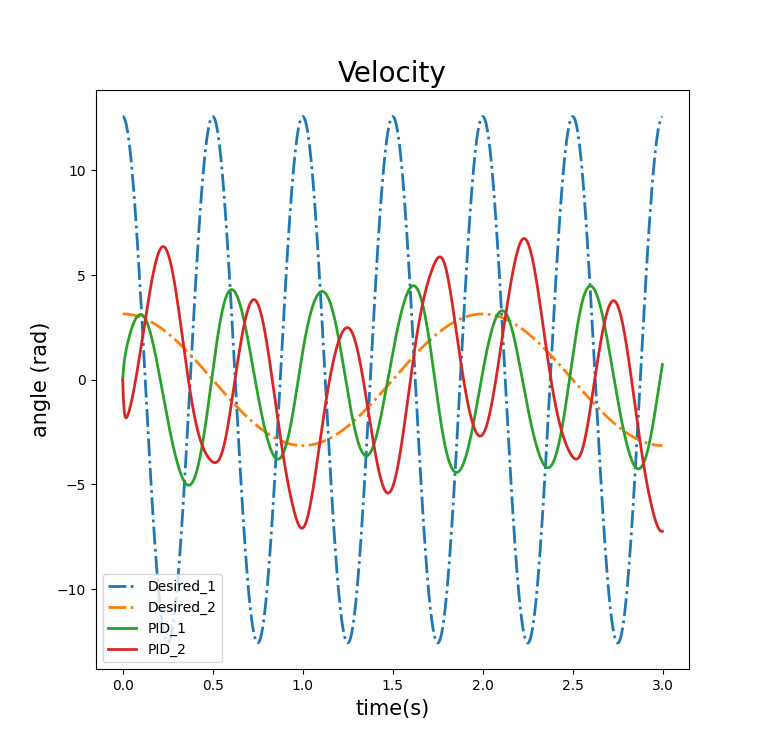 Velocity
angle (rad)
10
5
0
−5
−10
Desired_1
Desired_2
PID_1
PID_2
0.0 0.5 1.0 1.5 2.0 2.5 3.0
time(s)